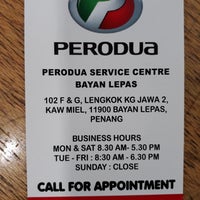 PERODUA
PERODUA SERVICE CENTRE
BAYAN LEPAS
102 F & G, LENGKOK KG JAWA 2,
KAW MIEL, 11900 BAYAN LEPAS,
PENANG
BUSINESS HOURS
MON & SAT 8.30 AM- 5.30 PM
TUE - FRI : 8.30 AM - 6.30 PM
SUNDAY : CLOSE
CALL FOR APPOINTMENT